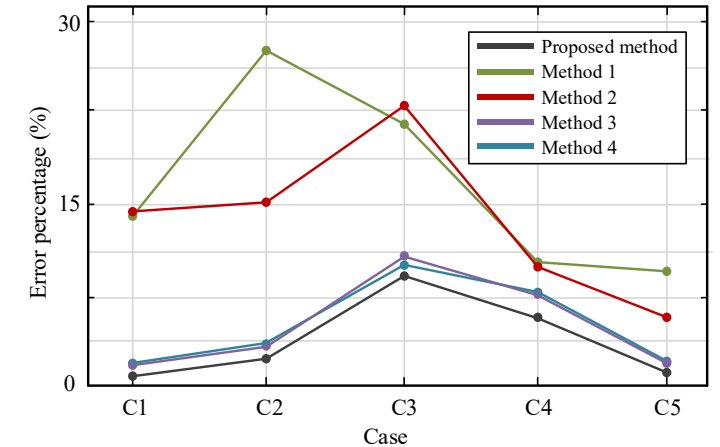 30
15
0
Error percentage (%)
Proposed method
Method 1
Method 2
Method 3
Method 4
C1 C2 C3 C4 C5
Case